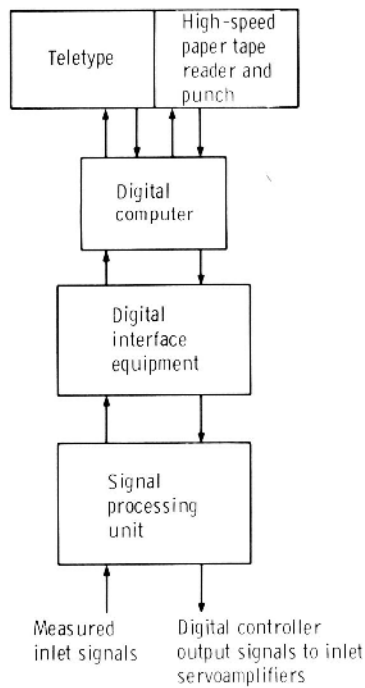 Teletype
High-speed
paper tape
reader and
punch
Digital
computer
Digital
interface
equipment
Signal
processing
unit
Measured
inlet signals
Digital controller
output signals to inlet
servoamplifiers